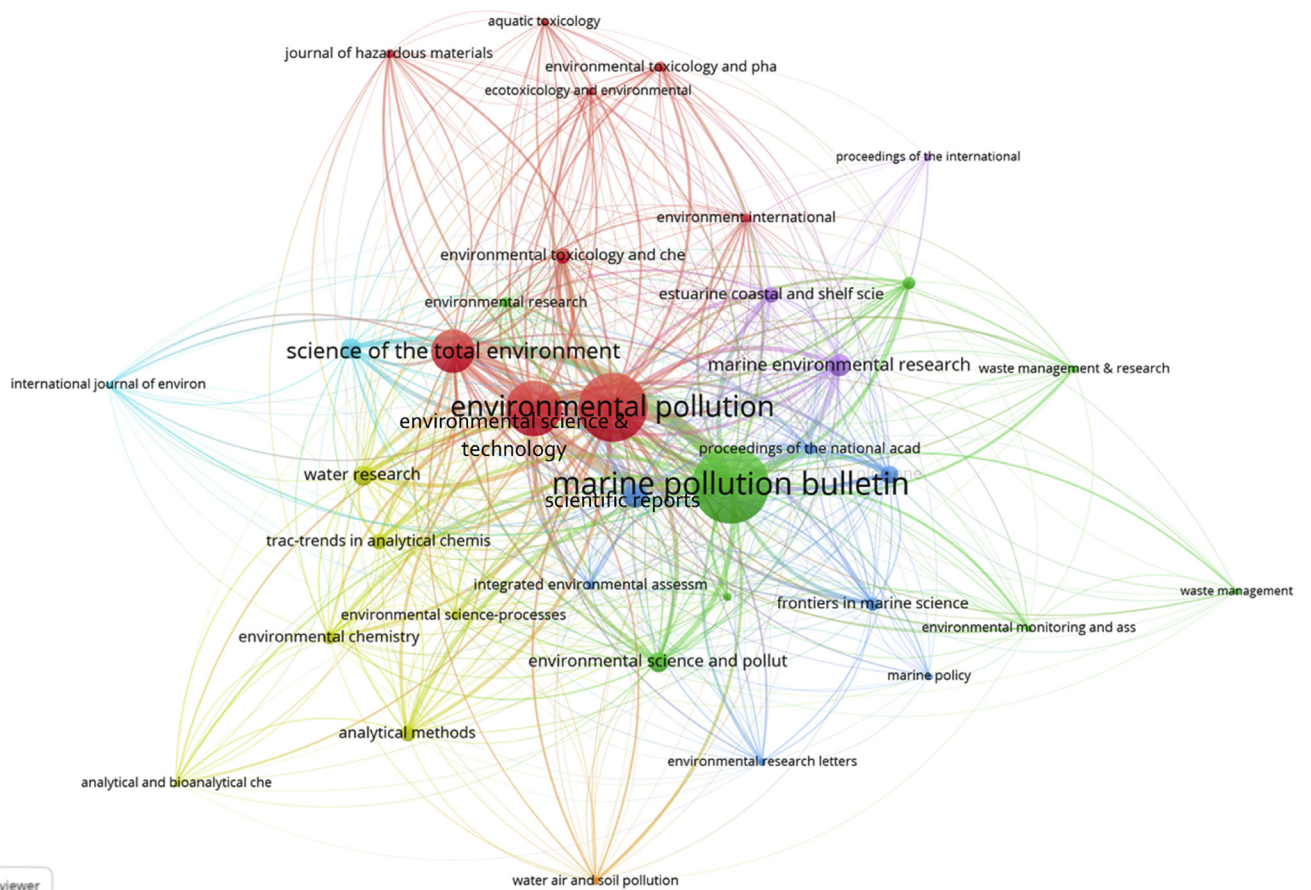 aquatic toxicology
journal of hazardous materials
environmental toxicology and pha
ecotoxicology and environmental
proceedings of the international
environment international
environmental toxicology and che
estuarine coastal and shelf scie
environmental research
science of the total environment
marine environmental research
waste management & research
international journal of environ
environmental pollution
environmental science &
technology
proceedings of the national acad
water research
marine pollution bulletin
scientific reports
trac-trends in analytical chemis
integrated environmental assessm
waste management
frontiers in marine science
environmental science-processes
environmental monitoring and ass
environmental chemistry
environmental science and pollut
marine policy
analytical methods
environmental research letters
analytical and bioanalytical che
water air and soil pollution
viewer